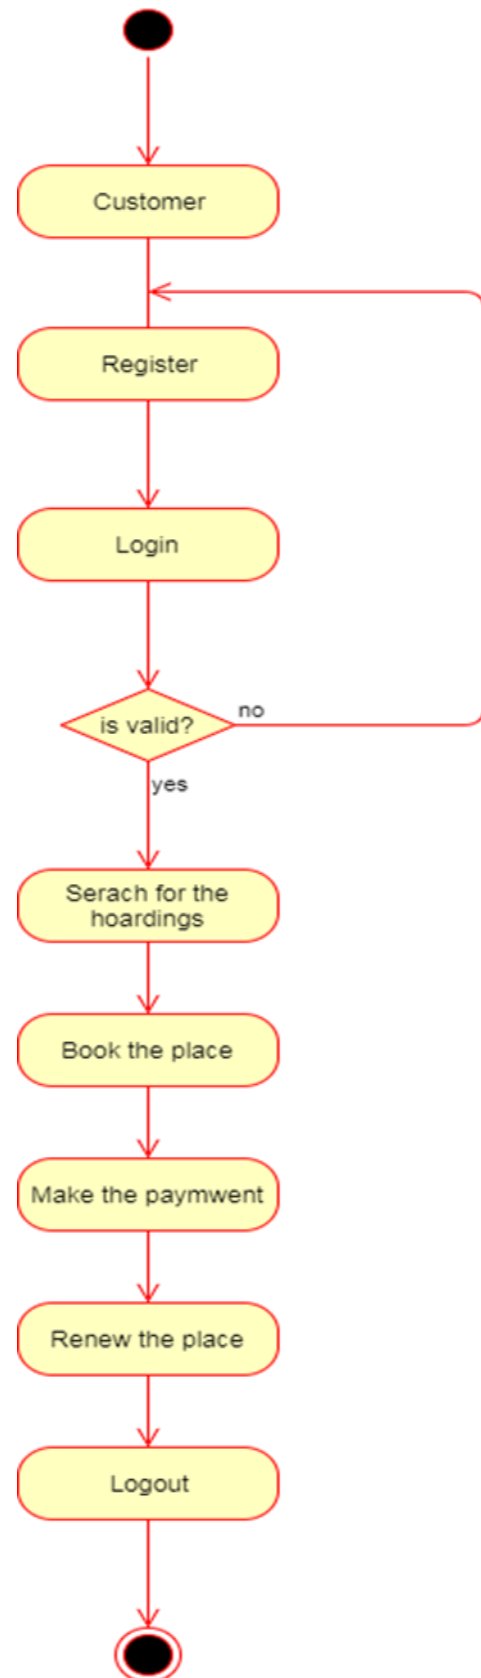 Customer
Register
Login
is valid?
no
yes
Serach for the
hoardings
Book the place
Make the paymwent
Renew the place
Logout